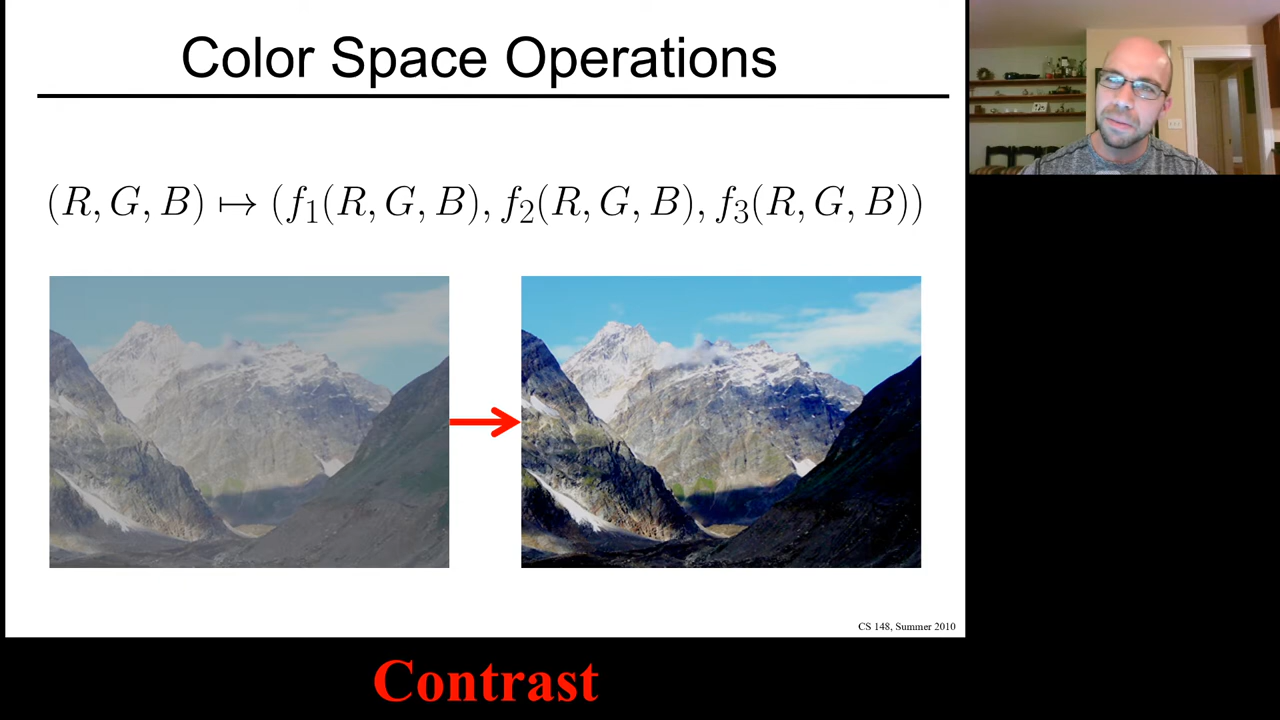 Color Space Operations
(R, G, B) ↦ (f₁(R, G, B), f₂(R, G, B), f₃(R, G, B))
CS 148, Summer 2010
Contrast